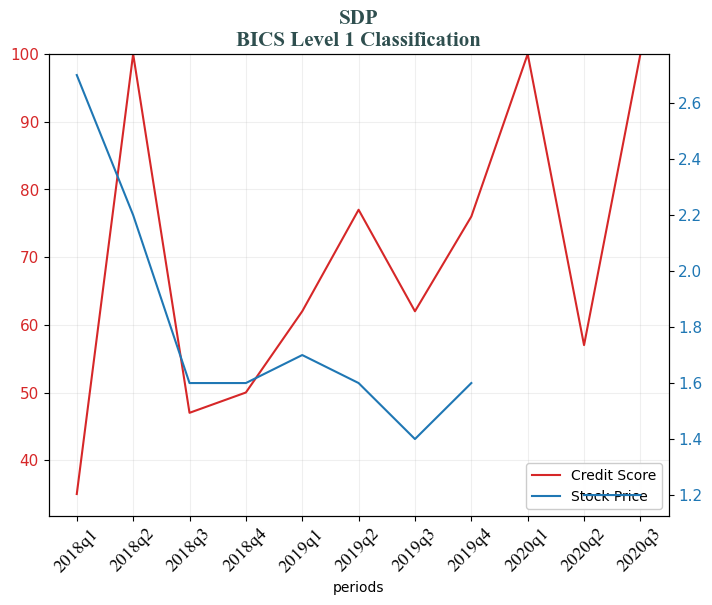 SDP
BICS Level 1 Classification
100
90
80
70
60
50
40
2.6
2.4
2.2
2.0
1.8
1.6
1.4
1.2
Credit Score
Stock Price
2018q1
2018q2
2018q3
2018q4
2019q1
2019q2
2019q3
2019q4
2020q1
2020q2
2020q3
periods